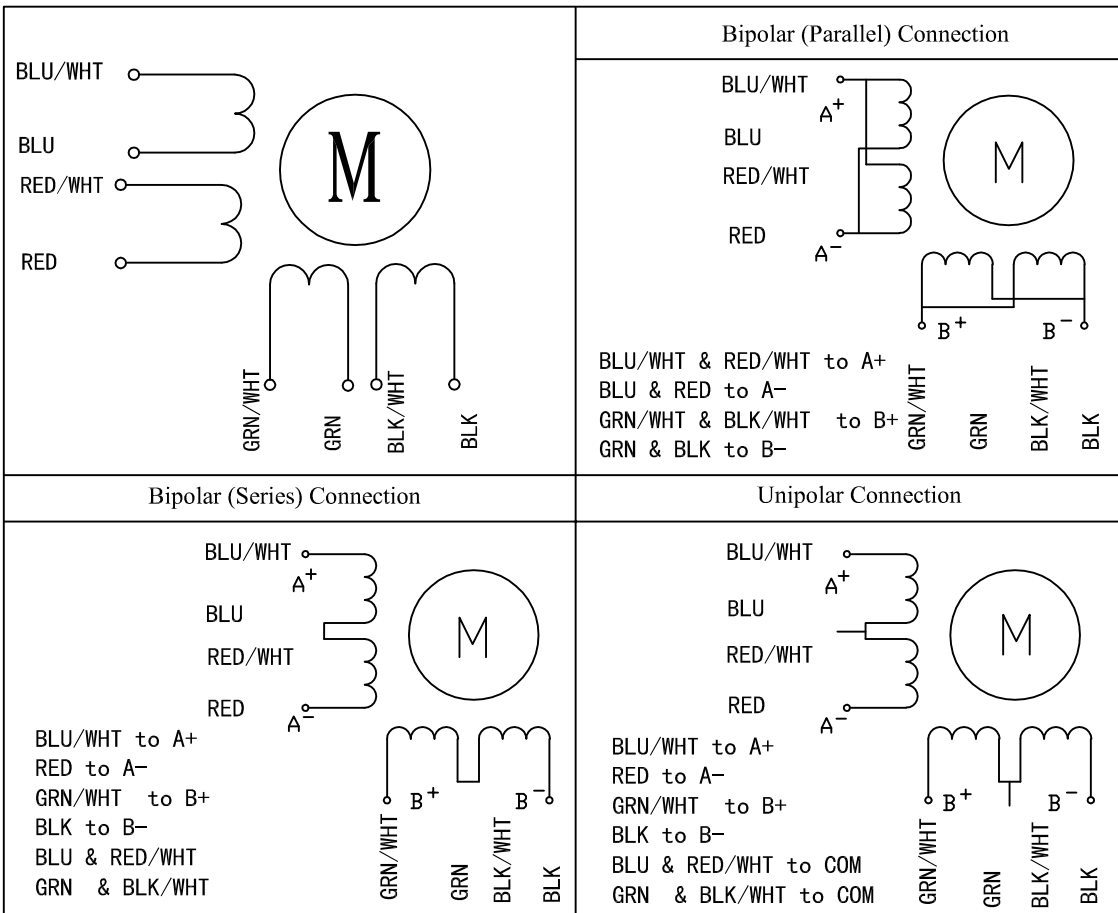 BLU/WHT
BLU
RED/WHT
RED
M
GRN/WHT
GRN
BLK/WHT
BLK
Bipolar (Parallel) Connection
BLU/WHT
A+
BLU
RED/WHT
RED
A-
M
B+
B-
GRN/WHT
GRN
BLK/WHT
BLK
BLU/WHT & RED/WHT to A+
BLU & RED to A-
GRN/WHT & BLK/WHT to B+
GRN & BLK to B-
Bipolar (Series) Connection
BLU/WHT
A+
BLU
RED/WHT
RED
A-
M
B+
B-
GRN/WHT
GRN
BLK/WHT
BLK
BLU/WHT to A+
RED to A-
GRN/WHT to B+
BLK to B-
BLU & RED/WHT
GRN & BLK/WHT
Unipolar Connection
BLU/WHT
A+
BLU
RED/WHT
RED
A-
M
B+
B-
GRN/WHT
GRN
BLK/WHT
BLK
BLU/WHT to A+
RED to A-
GRN/WHT to B+
BLK to B-
BLU & RED/WHT to COM
GRN & BLK/WHT to COM